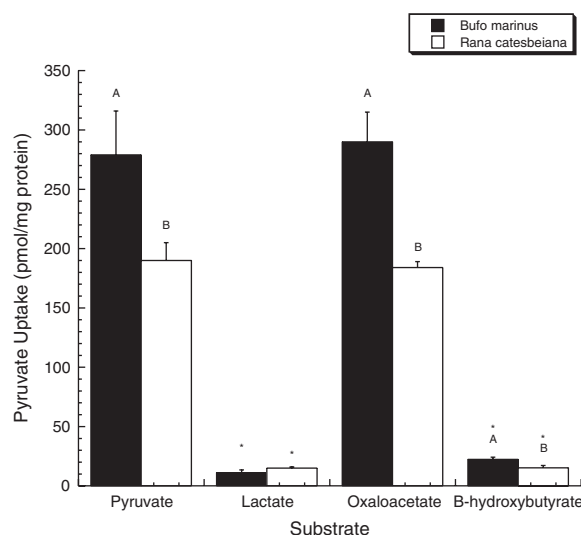 Bufo marinus
Rana catesbeiana
Pyruvate Uptake (pmol/mg protein)
350
300
250
200
150
100
50
0
A
B
*
*
A
B
*
A
*
B
Pyruvate
Lactate
Oxaloacetate
B-hydroxybutyrate
Substrate